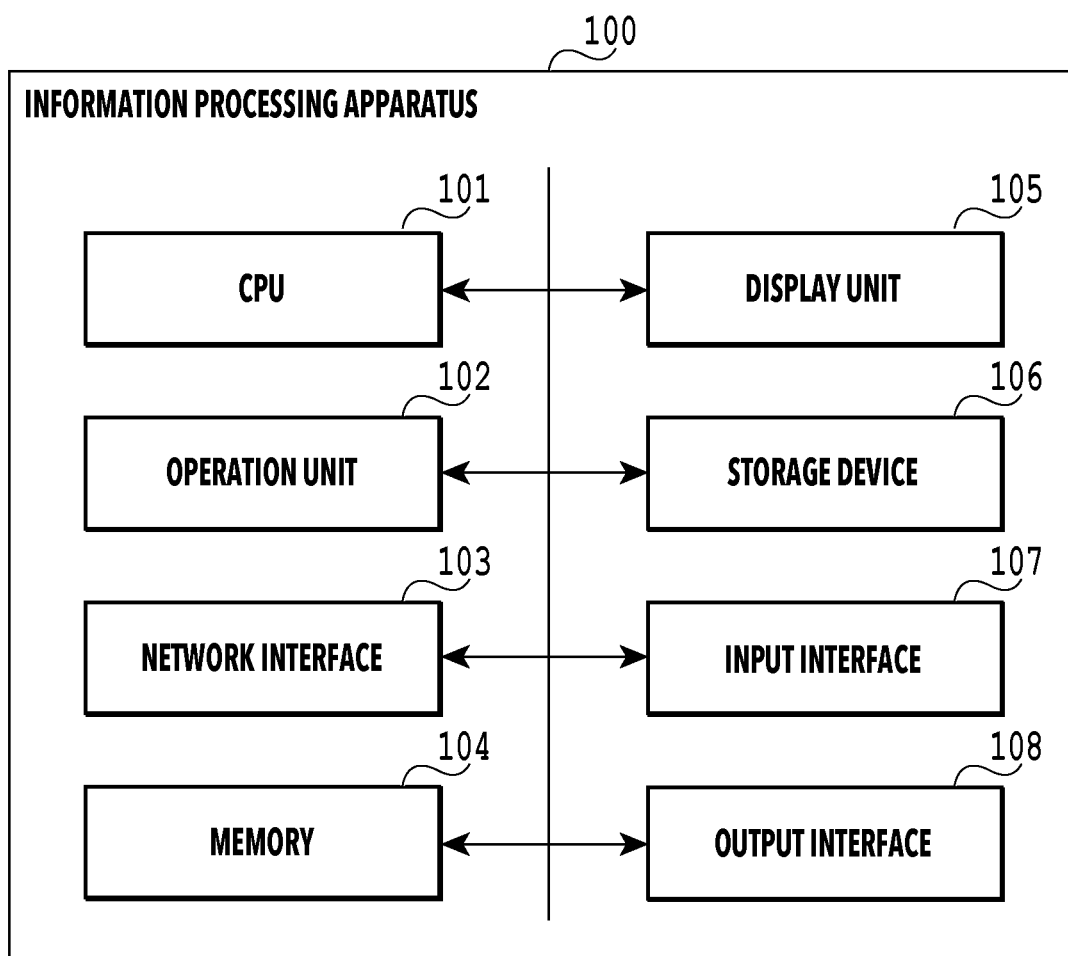 100
INFORMATION PROCESSING APPARATUS
101
105
CPU
DISPLAY UNIT
102
106
OPERATION UNIT
STORAGE DEVICE
103
107
NETWORK INTERFACE
INPUT INTERFACE
104
108
MEMORY
OUTPUT INTERFACE